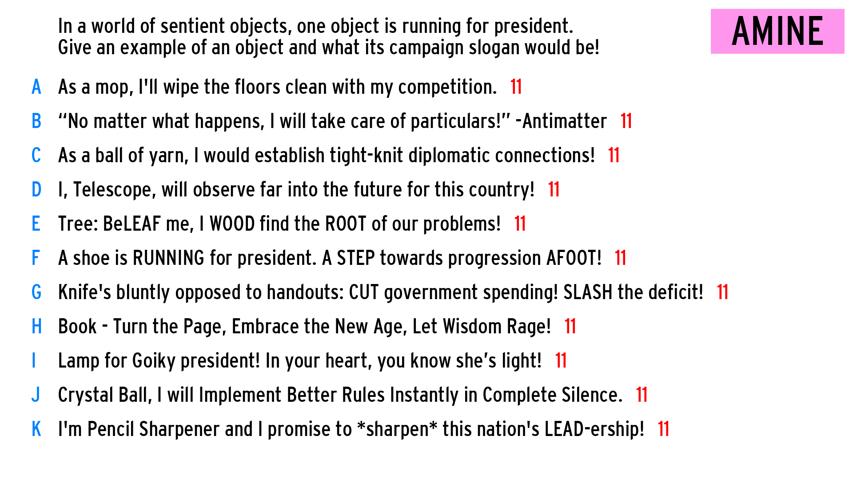 In a world of sentient objects, one object is running for president.
Give an example of an object and what its campaign slogan would be!
AMINE
A As a mop, I'll wipe the floors clean with my competition. 11
B “No matter what happens, I will take care of particulars!” -Antimatter 11
C As a ball of yarn, I would establish tight-knit diplomatic connections! 11
D I, Telescope, will observe far into the future for this country! 11
E Tree: BeLEAF me, I WOOD find the ROOT of our problems! 11
F A shoe is RUNNING for president. A STEP towards progression AFOOT! 11
G Knife's bluntly opposed to handouts: CUT government spending! SLASH the deficit! 11
H Book - Turn the Page, Embrace the New Age, Let Wisdom Rage! 11
I Lamp for Goiky president! In your heart, you know she’s light! 11
J Crystal Ball, I will Implement Better Rules Instantly in Complete Silence. 11
K I'm Pencil Sharpener and I promise to *sharpen* this nation's LEAD-ership! 11